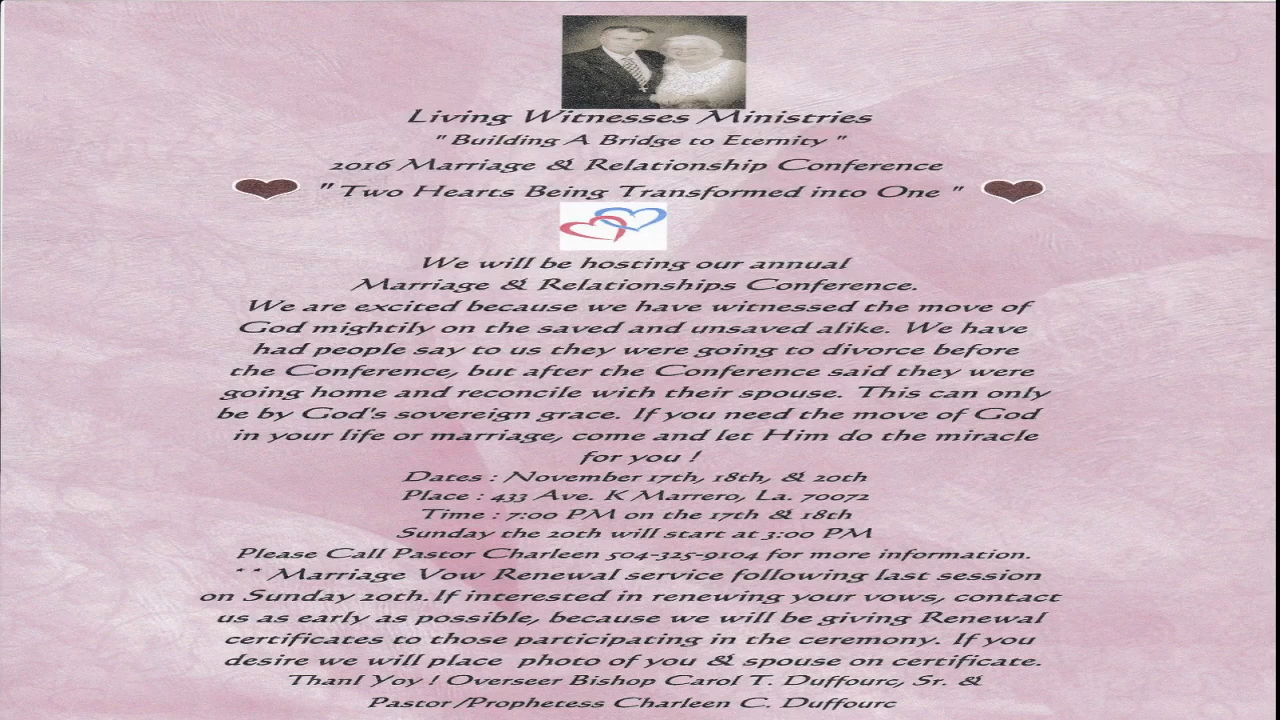 Living Witnesses Ministries
" Building A Bridge to Eternity "
2016 Marriage & Relationship Conference
" Two Hearts Being Transformed into One "
We will be hosting our annual
Marriage & Relationships Conference.
We are excited because we have witnessed the move of
God mightily on the saved and unsaved alike. We have
had people say to us they were going to divorce before
the Conference, but after the Conference said they were
going home and reconcile with their spouse. This can only
be by God's sovereign grace. If you need the move of God
in your life or marriage, come and let Him do the miracle
for you !
Dates : November 17th, 18th, & 20th
Place : 433 Ave. K Marrero, La. 70072
Time : 7:00 PM on the 17th & 18th
Sunday the 20th will start at 3:00 PM
Please Call Pastor Charleen 504-325-9104 for more information.
** Marriage Vow Renewal service following last session
on Sunday 20th.If interested in renewing your vows, contact
us as early as possible, because we will be giving Renewal
certificates to those participating in the ceremony. If you
desire we will place photo of you & spouse on certificate.
Thanl Yoy ! Overseer Bishop Carol T. Duffourc, Sr. &
Pastor/Prophetess Charleen C. Duffourc